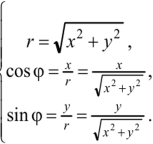 r = √(x² + y²) ,
cos φ = x/r = x/√(x² + y²) ,
sin φ = y/r = y/√(x² + y²) .